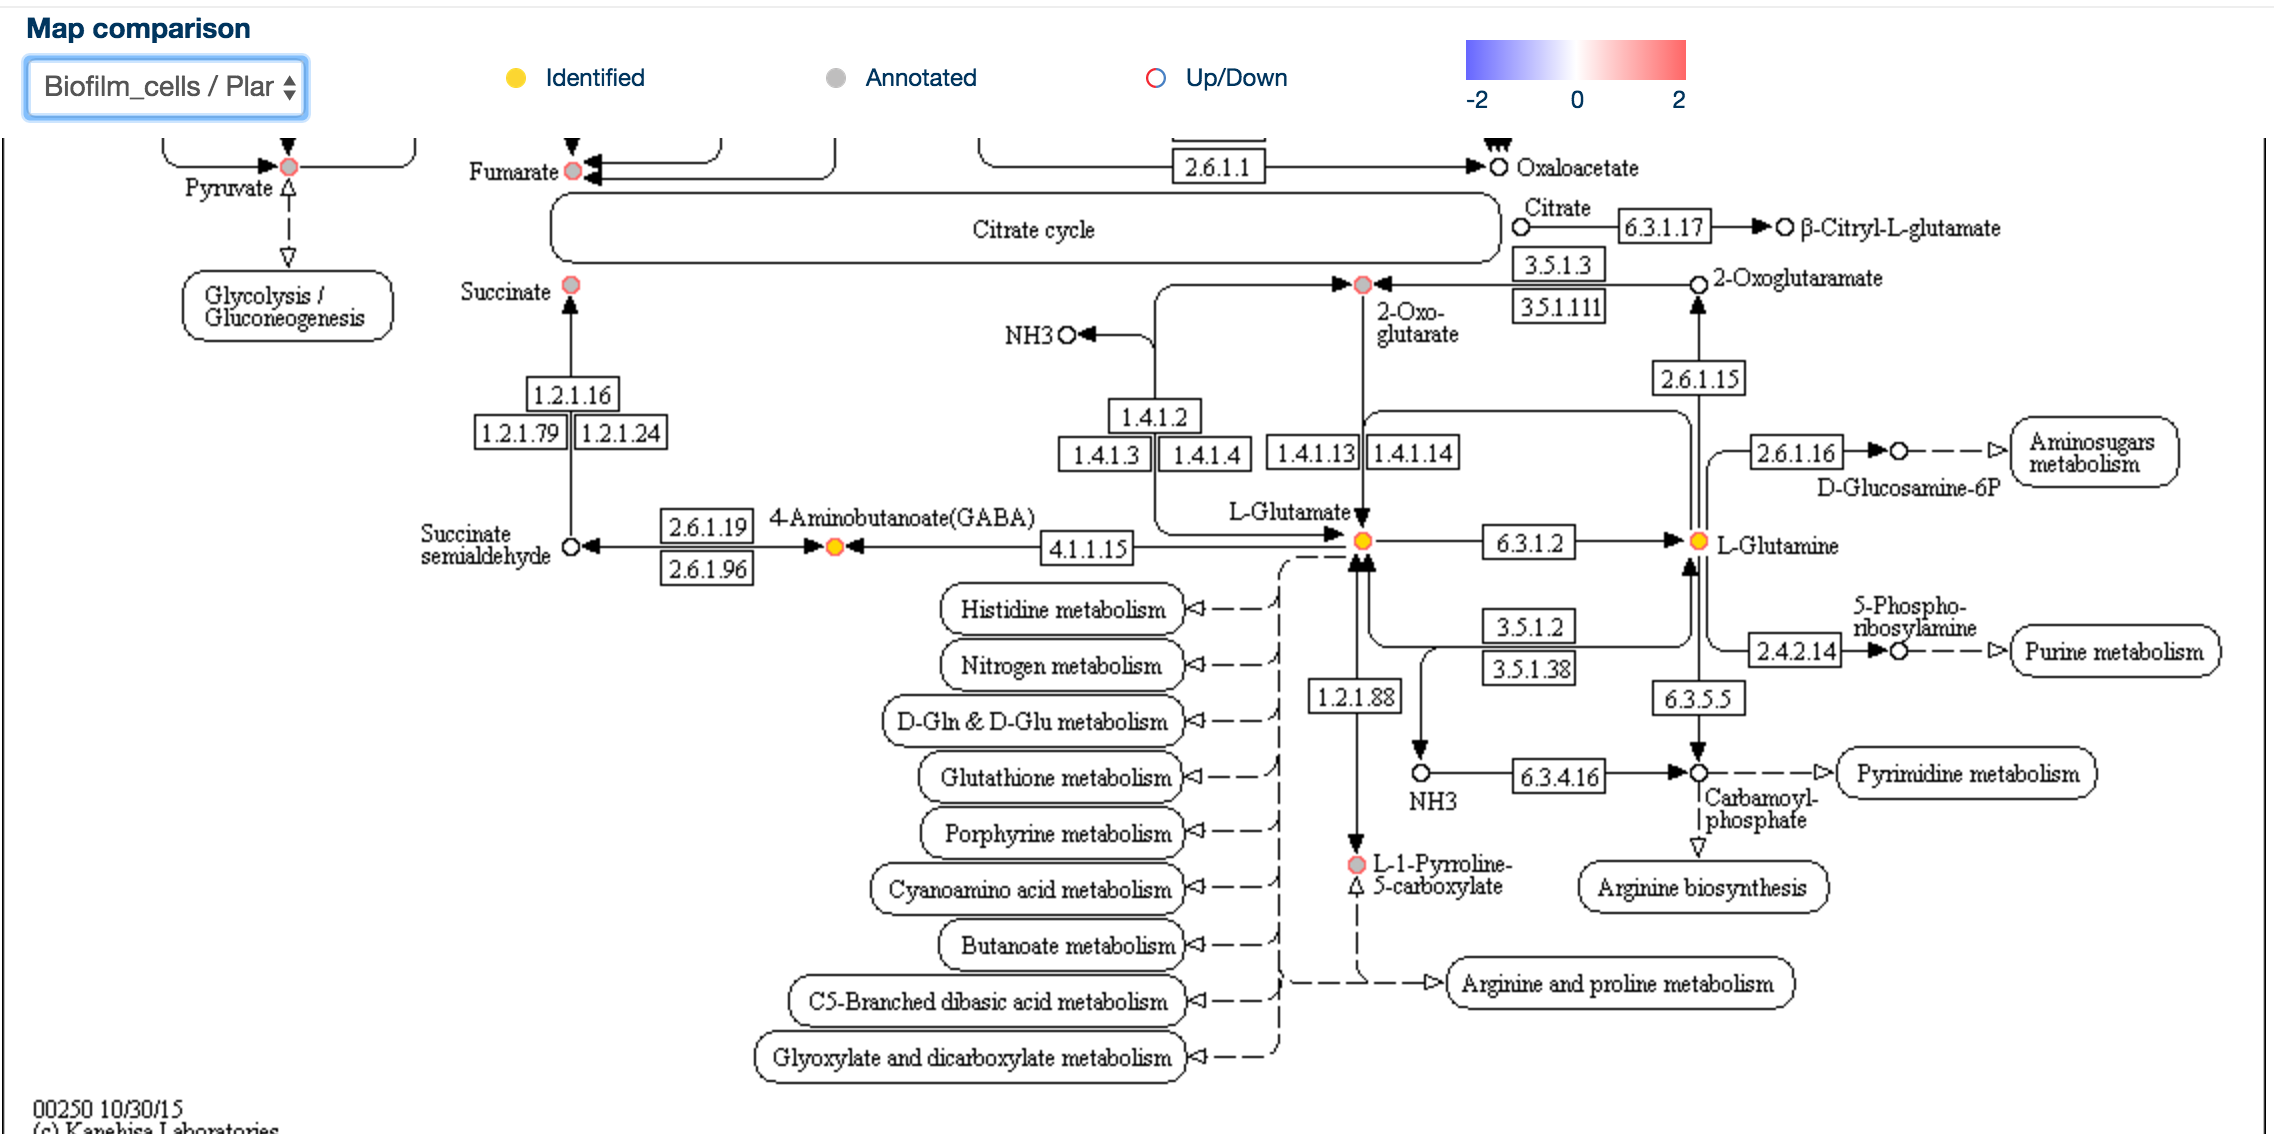 Map comparison
Biofilm_cells / Plar
Identified
Annotated
Up/Down
-2
0
2
Pyruvate
Fumarate
2.6.1.1
Oxaloacetate
Citrate cycle
Citrate
6.3.1.17
β-Citryl-L-glutamate
Glycolysis /
Gluconeogenesis
Succinate
3.5.1.3
3.5.1.111
2-Oxoglutaramate
2-Oxo-
glutarate
NH3
1.2.1.16
1.2.1.79
1.2.1.24
1.4.1.2
1.4.1.3
1.4.1.4
1.4.1.13
1.4.1.14
2.6.1.15
2.6.1.16
D-Glucosamine-6P
Aminosugars
metabolism
Succinate
semialdehyde
2.6.1.19
2.6.1.96
4-Aminobutanoate(GABA)
4.1.1.15
L-Glutamate
6.3.1.2
L-Glutamine
Histidine metabolism
Nitrogen metabolism
D-Gln & D-Glu metabolism
Glutathione metabolism
Porphyrine metabolism
Cyanoamino acid metabolism
Butanoate metabolism
C5-Branched dibasic acid metabolism
Glyoxylate and dicarboxylate metabolism
3.5.1.2
3.5.1.38
1.2.1.88
5-Phospho-
ribosylamine
2.4.2.14
Purine metabolism
6.3.5.5
NH3
6.3.4.16
Carbamoyl-
phosphate
Pyrimidine metabolism
L-1-Pyrroline-
5-carboxylate
Arginine biosynthesis
Arginine and proline metabolism
00250 10/30/15
(c) Kanehisa Laboratories